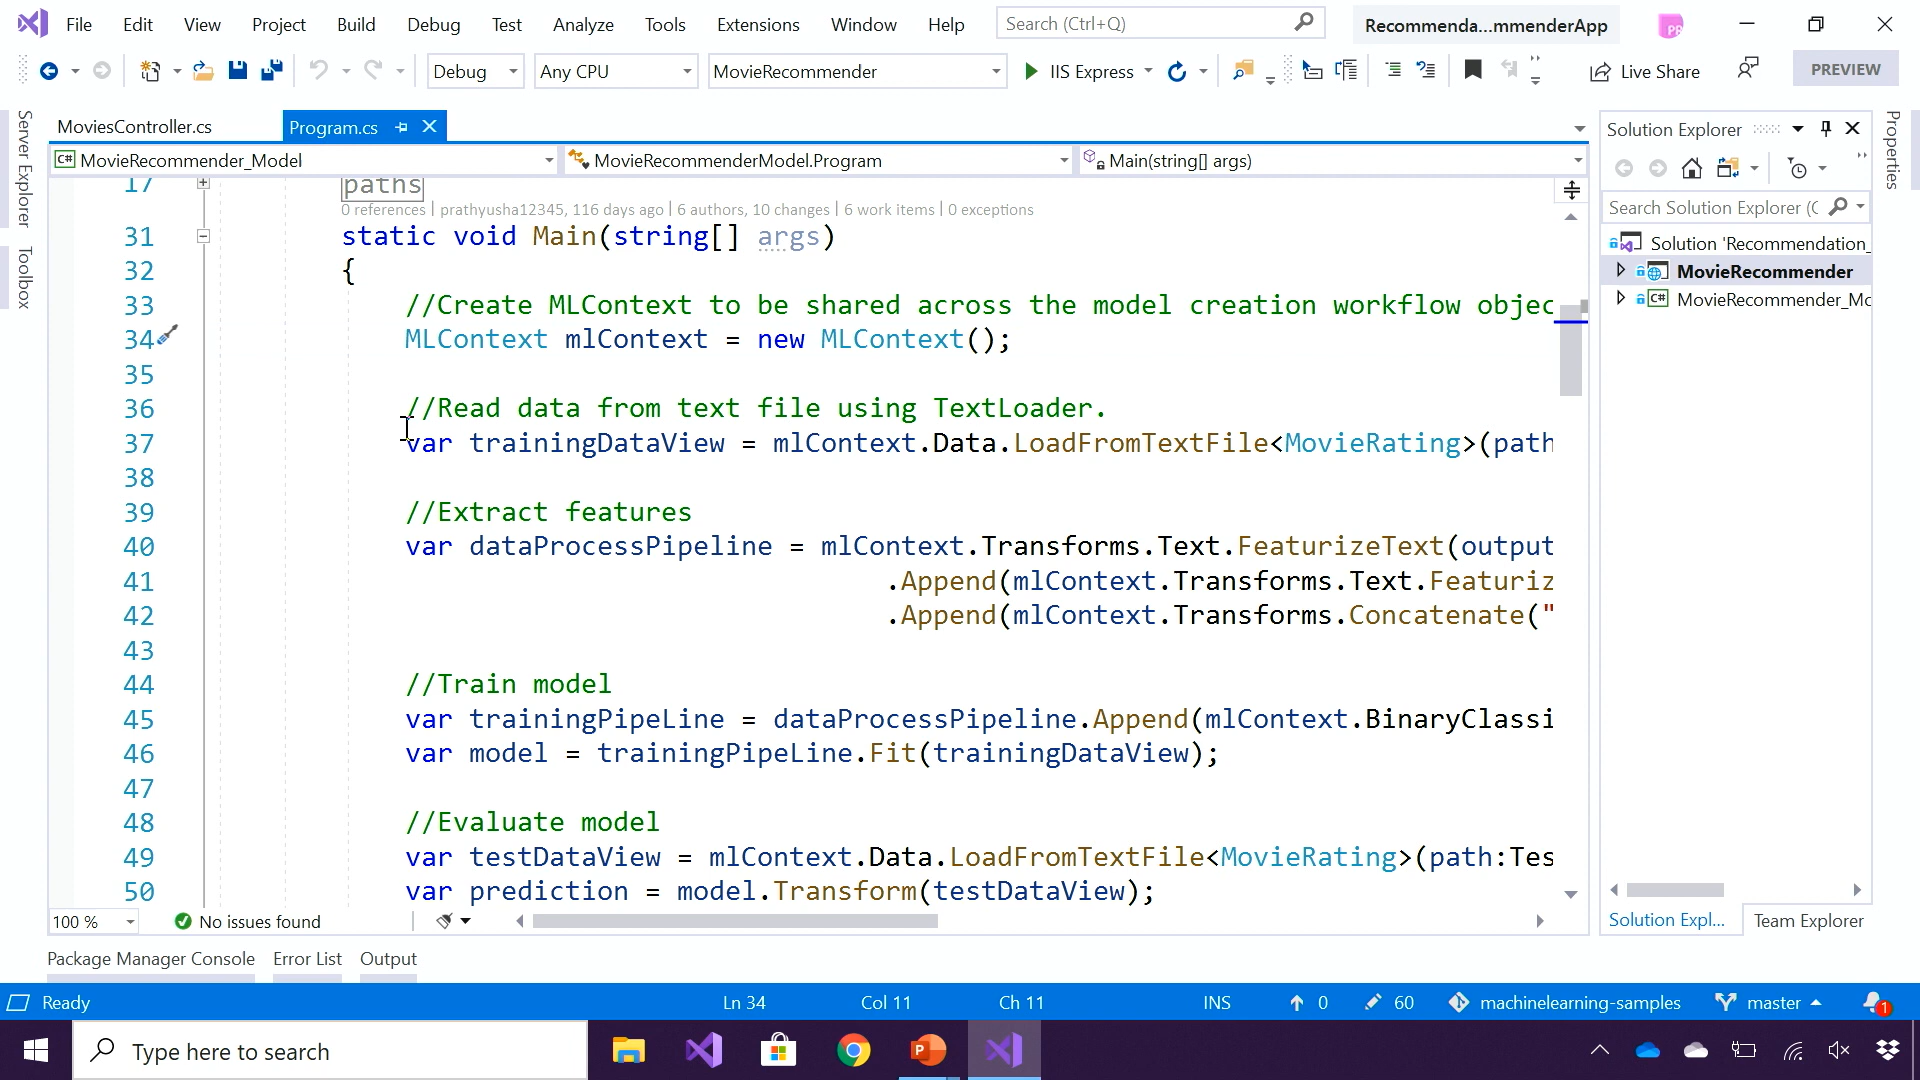 File Edit View Project Build Debug Test Analyze Tools Extensions Window Help Search (Ctrl+Q) Recommenda...mmenderApp PR
Debug Any CPU MovieRecommender IIS Express Live Share PREVIEW
Server Explorer
Toolbox
MoviesController.cs Program.cs
C# MovieRecommender_Model MovieRecommenderModel.Program Main(string[] args)
17 paths
0 references | prathyusha12345, 116 days ago | 6 authors, 10 changes | 6 work items | 0 exceptions
31 static void Main(string[] args)
32 {
33 //Create MLContext to be shared across the model creation workflow objec
34 MLContext mlContext = new MLContext();
35
36 //Read data from text file using TextLoader.
37 var trainingDataView = mlContext.Data.LoadFromTextFile<MovieRating>(path
38
39 //Extract features
40 var dataProcessPipeline = mlContext.Transforms.Text.FeaturizeText(output
41 .Append(mlContext.Transforms.Text.Featuriz
42 .Append(mlContext.Transforms.Concatenate("
43
44 //Train model
45 var trainingPipeLine = dataProcessPipeline.Append(mlContext.BinaryClassi
46 var model = trainingPipeLine.Fit(trainingDataView);
47
48 //Evaluate model
49 var testDataView = mlContext.Data.LoadFromTextFile<MovieRating>(path:Tes
50 var prediction = model.Transform(testDataView);
100 % No issues found
Solution Explorer
Search Solution Explorer (C
Solution 'Recommendation_
MovieRecommender
C# MovieRecommender_Mo
Solution Expl... Team Explorer
Properties
Package Manager Console Error List Output
Ready Ln 34 Col 11 Ch 11 INS 0 60 machinelearning-samples master 1
Type here to search